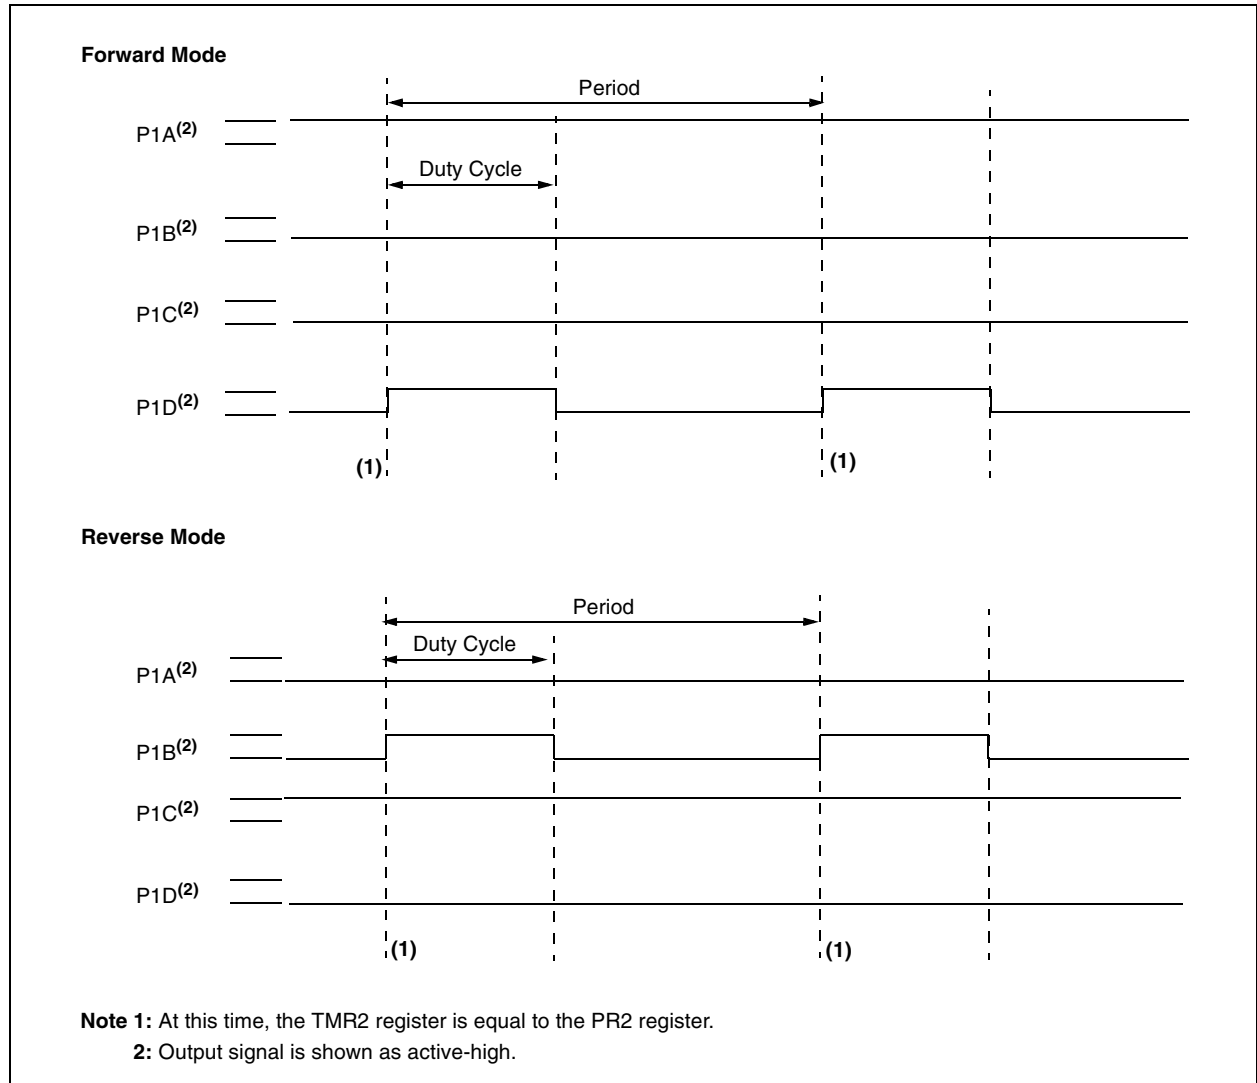 Forward Mode
Period
P1A(2)
Duty Cycle
P1B(2)
P1C(2)
P1D(2)
(1)
(1)
Reverse Mode
Period
Duty Cycle
P1A(2)
P1B(2)
P1C(2)
P1D(2)
(1)
(1)
Note 1: At this time, the TMR2 register is equal to the PR2 register.
2: Output signal is shown as active-high.